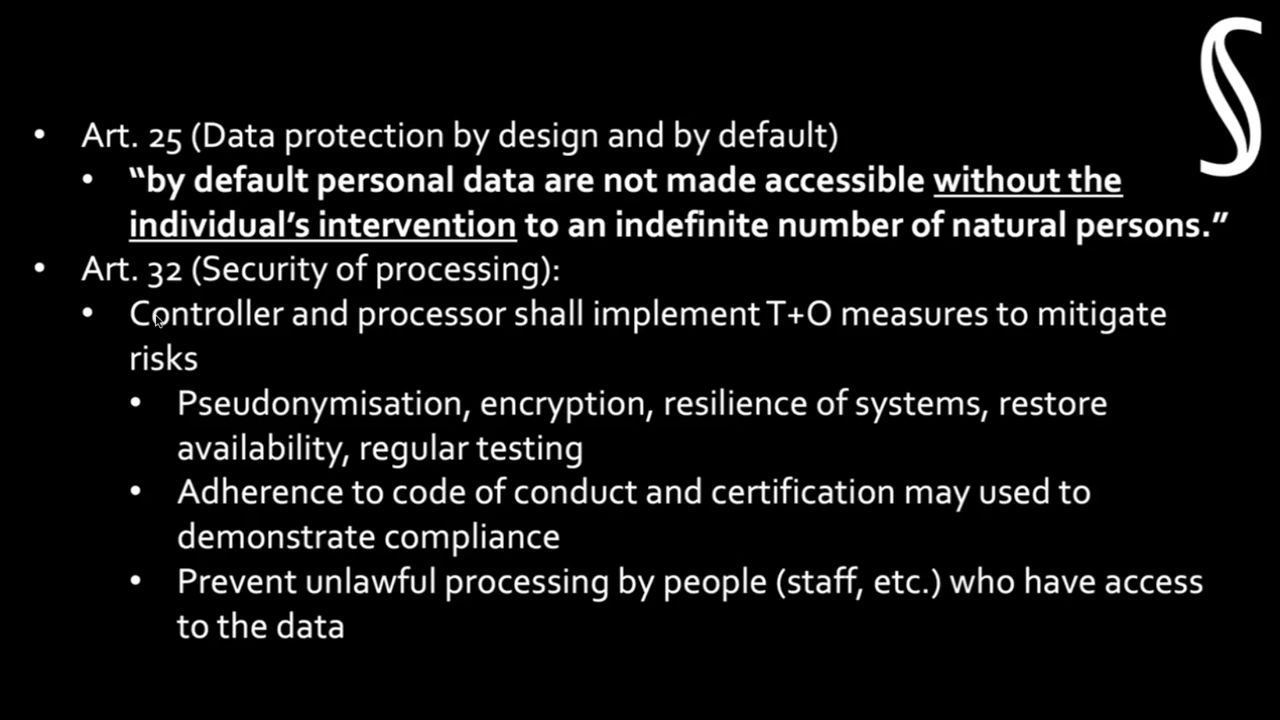 • Art. 25 (Data protection by design and by default)
• “by default personal data are not made accessible without the
individual’s intervention to an indefinite number of natural persons.”
• Art. 32 (Security of processing):
• Controller and processor shall implement T+O measures to mitigate
risks
• Pseudonymisation, encryption, resilience of systems, restore
availability, regular testing
• Adherence to code of conduct and certification may used to
demonstrate compliance
• Prevent unlawful processing by people (staff, etc.) who have access
to the data